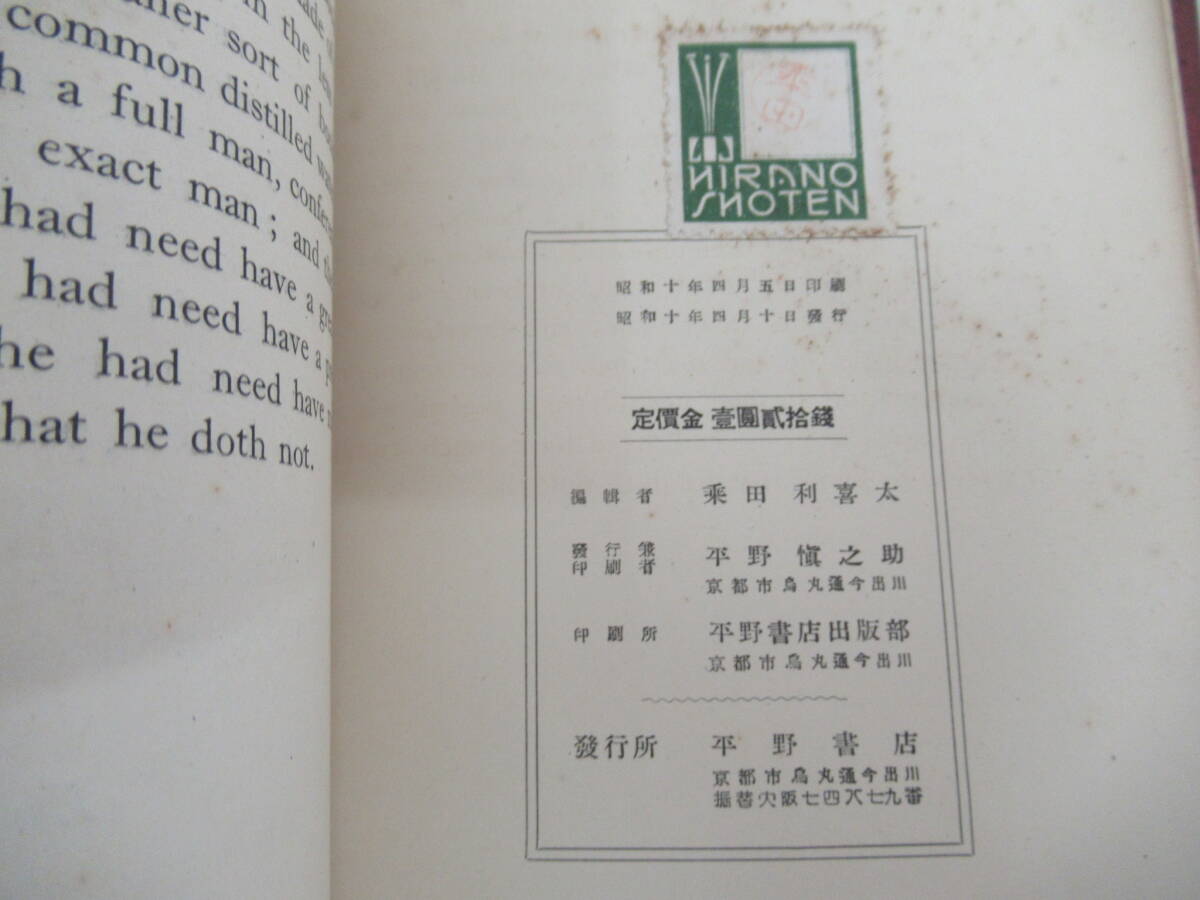 in the
sort of
common distilled
a full man,
exact man; and
had need have a
had need have a
he had need have
that he doth not.
HIRANO
SHOTEN
昭和十年四月五日印刷
昭和十年四月十日發行
定價金 壹圓貳拾錢
編輯者 乘田利喜太
發行兼
印刷者 平野愼之助
京都市烏丸通今出川
印刷所 平野書店出版部
京都市烏丸通今出川
發行所 平野書店
京都市烏丸通今出川
振替大阪七四八七九番